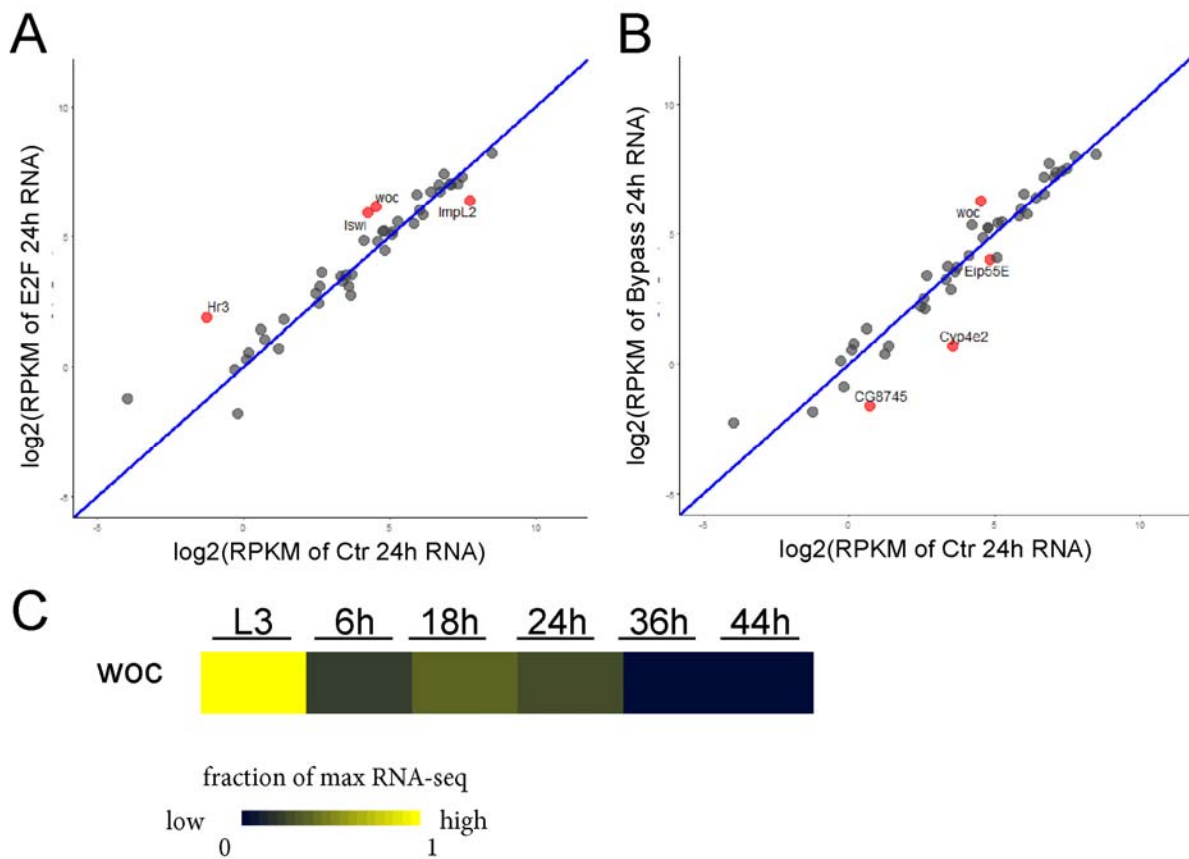 A
log2(RPKM of E2F 24h RNA)
10
5
0
-5
woc
Iswi
ImpL2
Hr3
-5 0 5 10
log2(RPKM of Ctr 24h RNA)
B
log2(RPKM of Bypass 24h RNA)
10
5
0
-5
woc
Eip55E
Cyp4e2
CG8745
-5 0 5 10
log2(RPKM of Ctr 24h RNA)
C
L3 6h 18h 24h 36h 44h
woc
fraction of max RNA-seq
low high
0 1